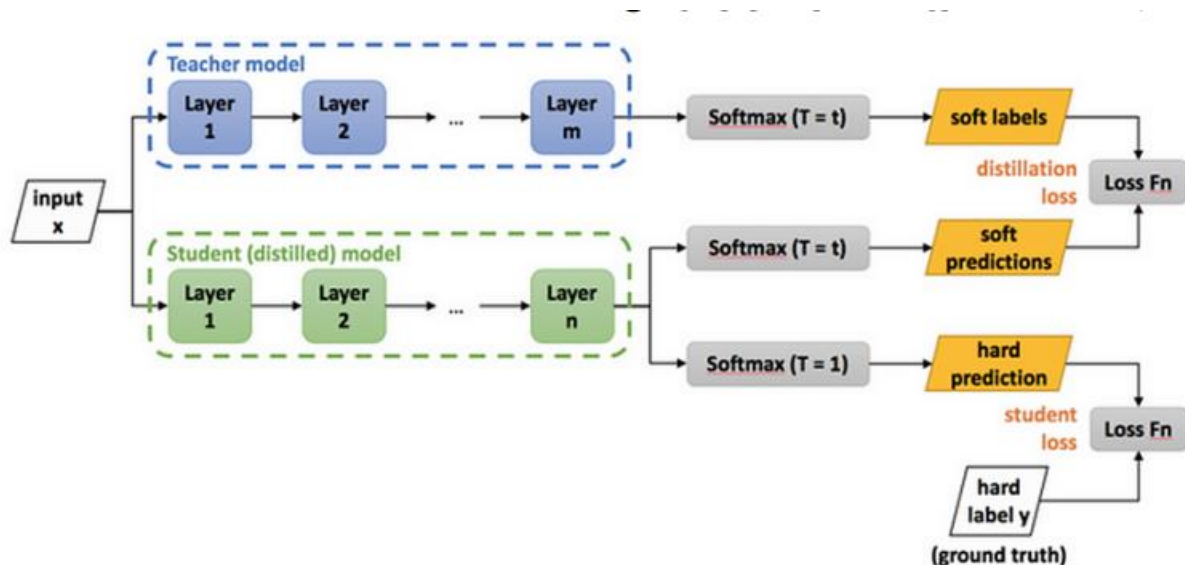 Teacher model
Layer
1
Layer
2
...
Layer
m
Softmax (T = t)
soft labels
distillation
loss
Loss Fn
input
x
Student (distilled) model
Layer
1
Layer
2
...
Layer
n
Softmax (T = t)
soft
predictions
Softmax (T = 1)
hard
prediction
student
loss
Loss Fn
hard
label y
(ground truth)